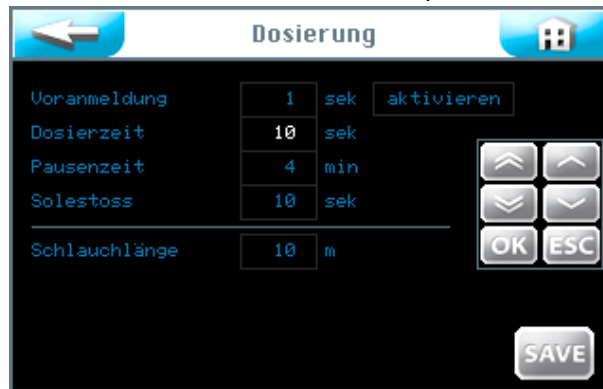 Dosierung
Voranmeldung 1 sek aktivieren
Dosierzeit 10 sek
Pausenzeit 4 min
Solestoss 10 sek
Schlauchlänge 10 m
OK ESC
SAVE